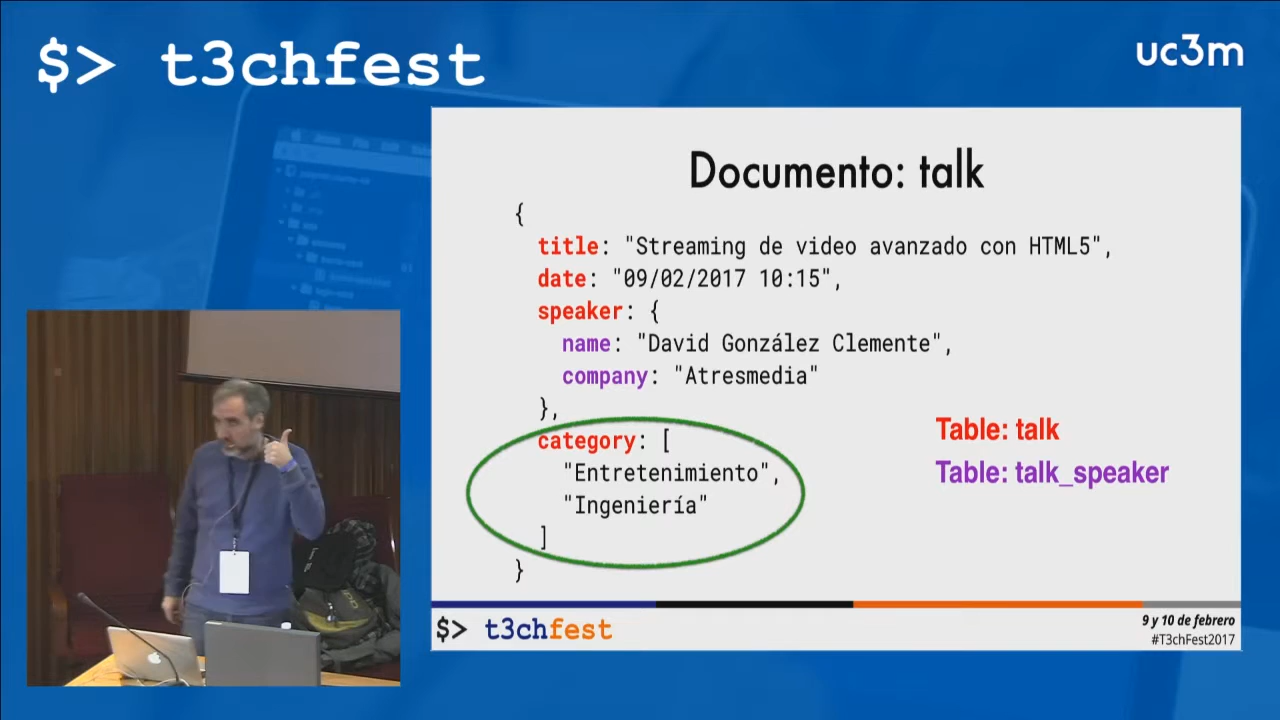 $> t3chfest
uc3m
Documento: talk
{
title: "Streaming de video avanzado con HTML5",
date: "09/02/2017 10:15",
speaker: {
name: "David González Clemente",
company: "Atresmedia"
},
category: [
"Entretenimiento",
"Ingeniería"
]
}
Table: talk
Table: talk_speaker
$> t3chfest
9 y 10 de febrero
#T3chFest2017